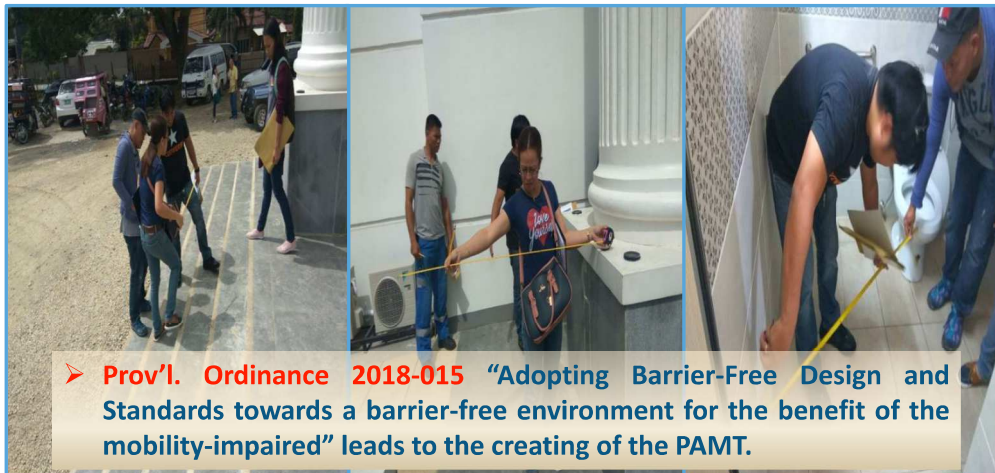 ➢ Prov’l. Ordinance 2018-015 “Adopting Barrier-Free Design and
Standards towards a barrier-free environment for the benefit of the
mobility-impaired” leads to the creating of the PAMT.